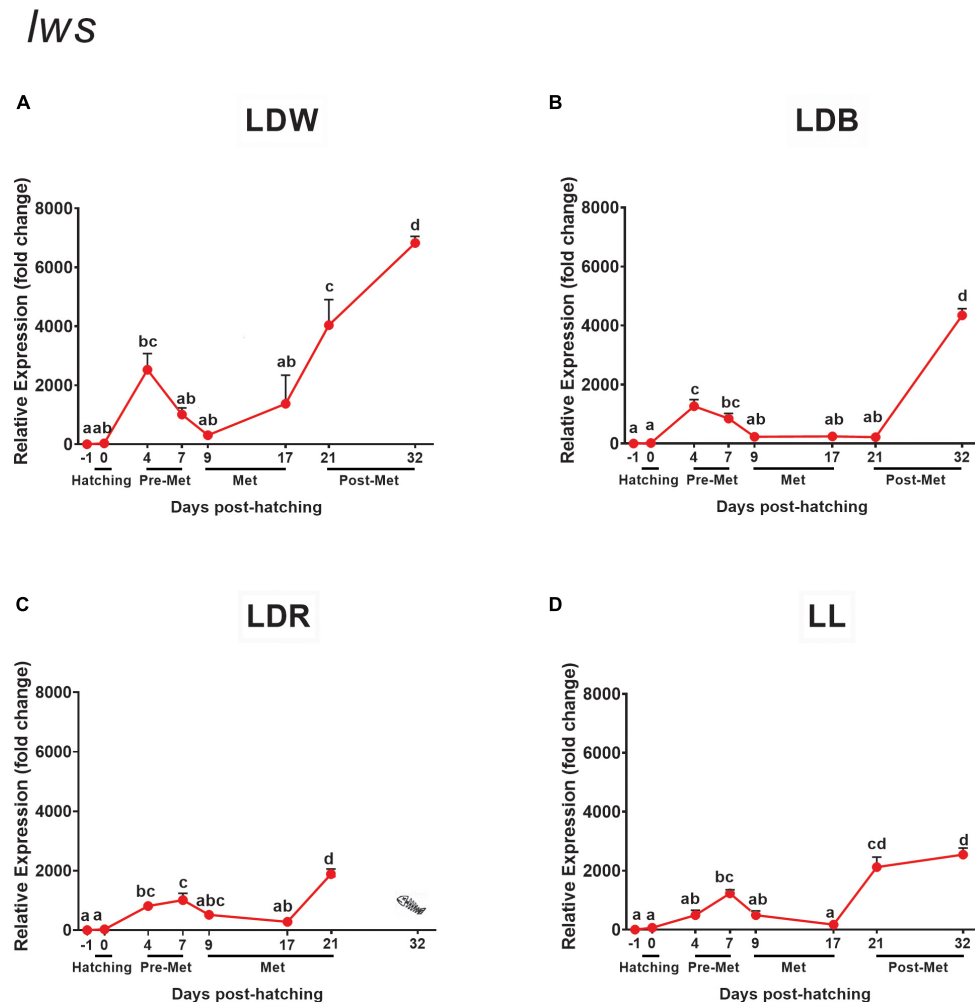 lws
A
LDW
Relative Expression (fold change)
8000
6000
4000
2000
0
a ab bc ab ab ab c d
-1 0 4 7 9 17 21 32
Hatching Pre-Met Met Post-Met
Days post-hatching
B
LDB
Relative Expression (fold change)
8000
6000
4000
2000
0
a a c bc ab ab ab d
-1 0 4 7 9 17 21 32
Hatching Pre-Met Met Post-Met
Days post-hatching
C
LDR
Relative Expression (fold change)
8000
6000
4000
2000
0
a a bc c abc ab d
-1 0 4 7 9 17 21 32
Hatching Pre-Met Met
Days post-hatching
D
LL
Relative Expression (fold change)
8000
6000
4000
2000
0
a a ab bc ab a cd d
-1 0 4 7 9 17 21 32
Hatching Pre-Met Met Post-Met
Days post-hatching